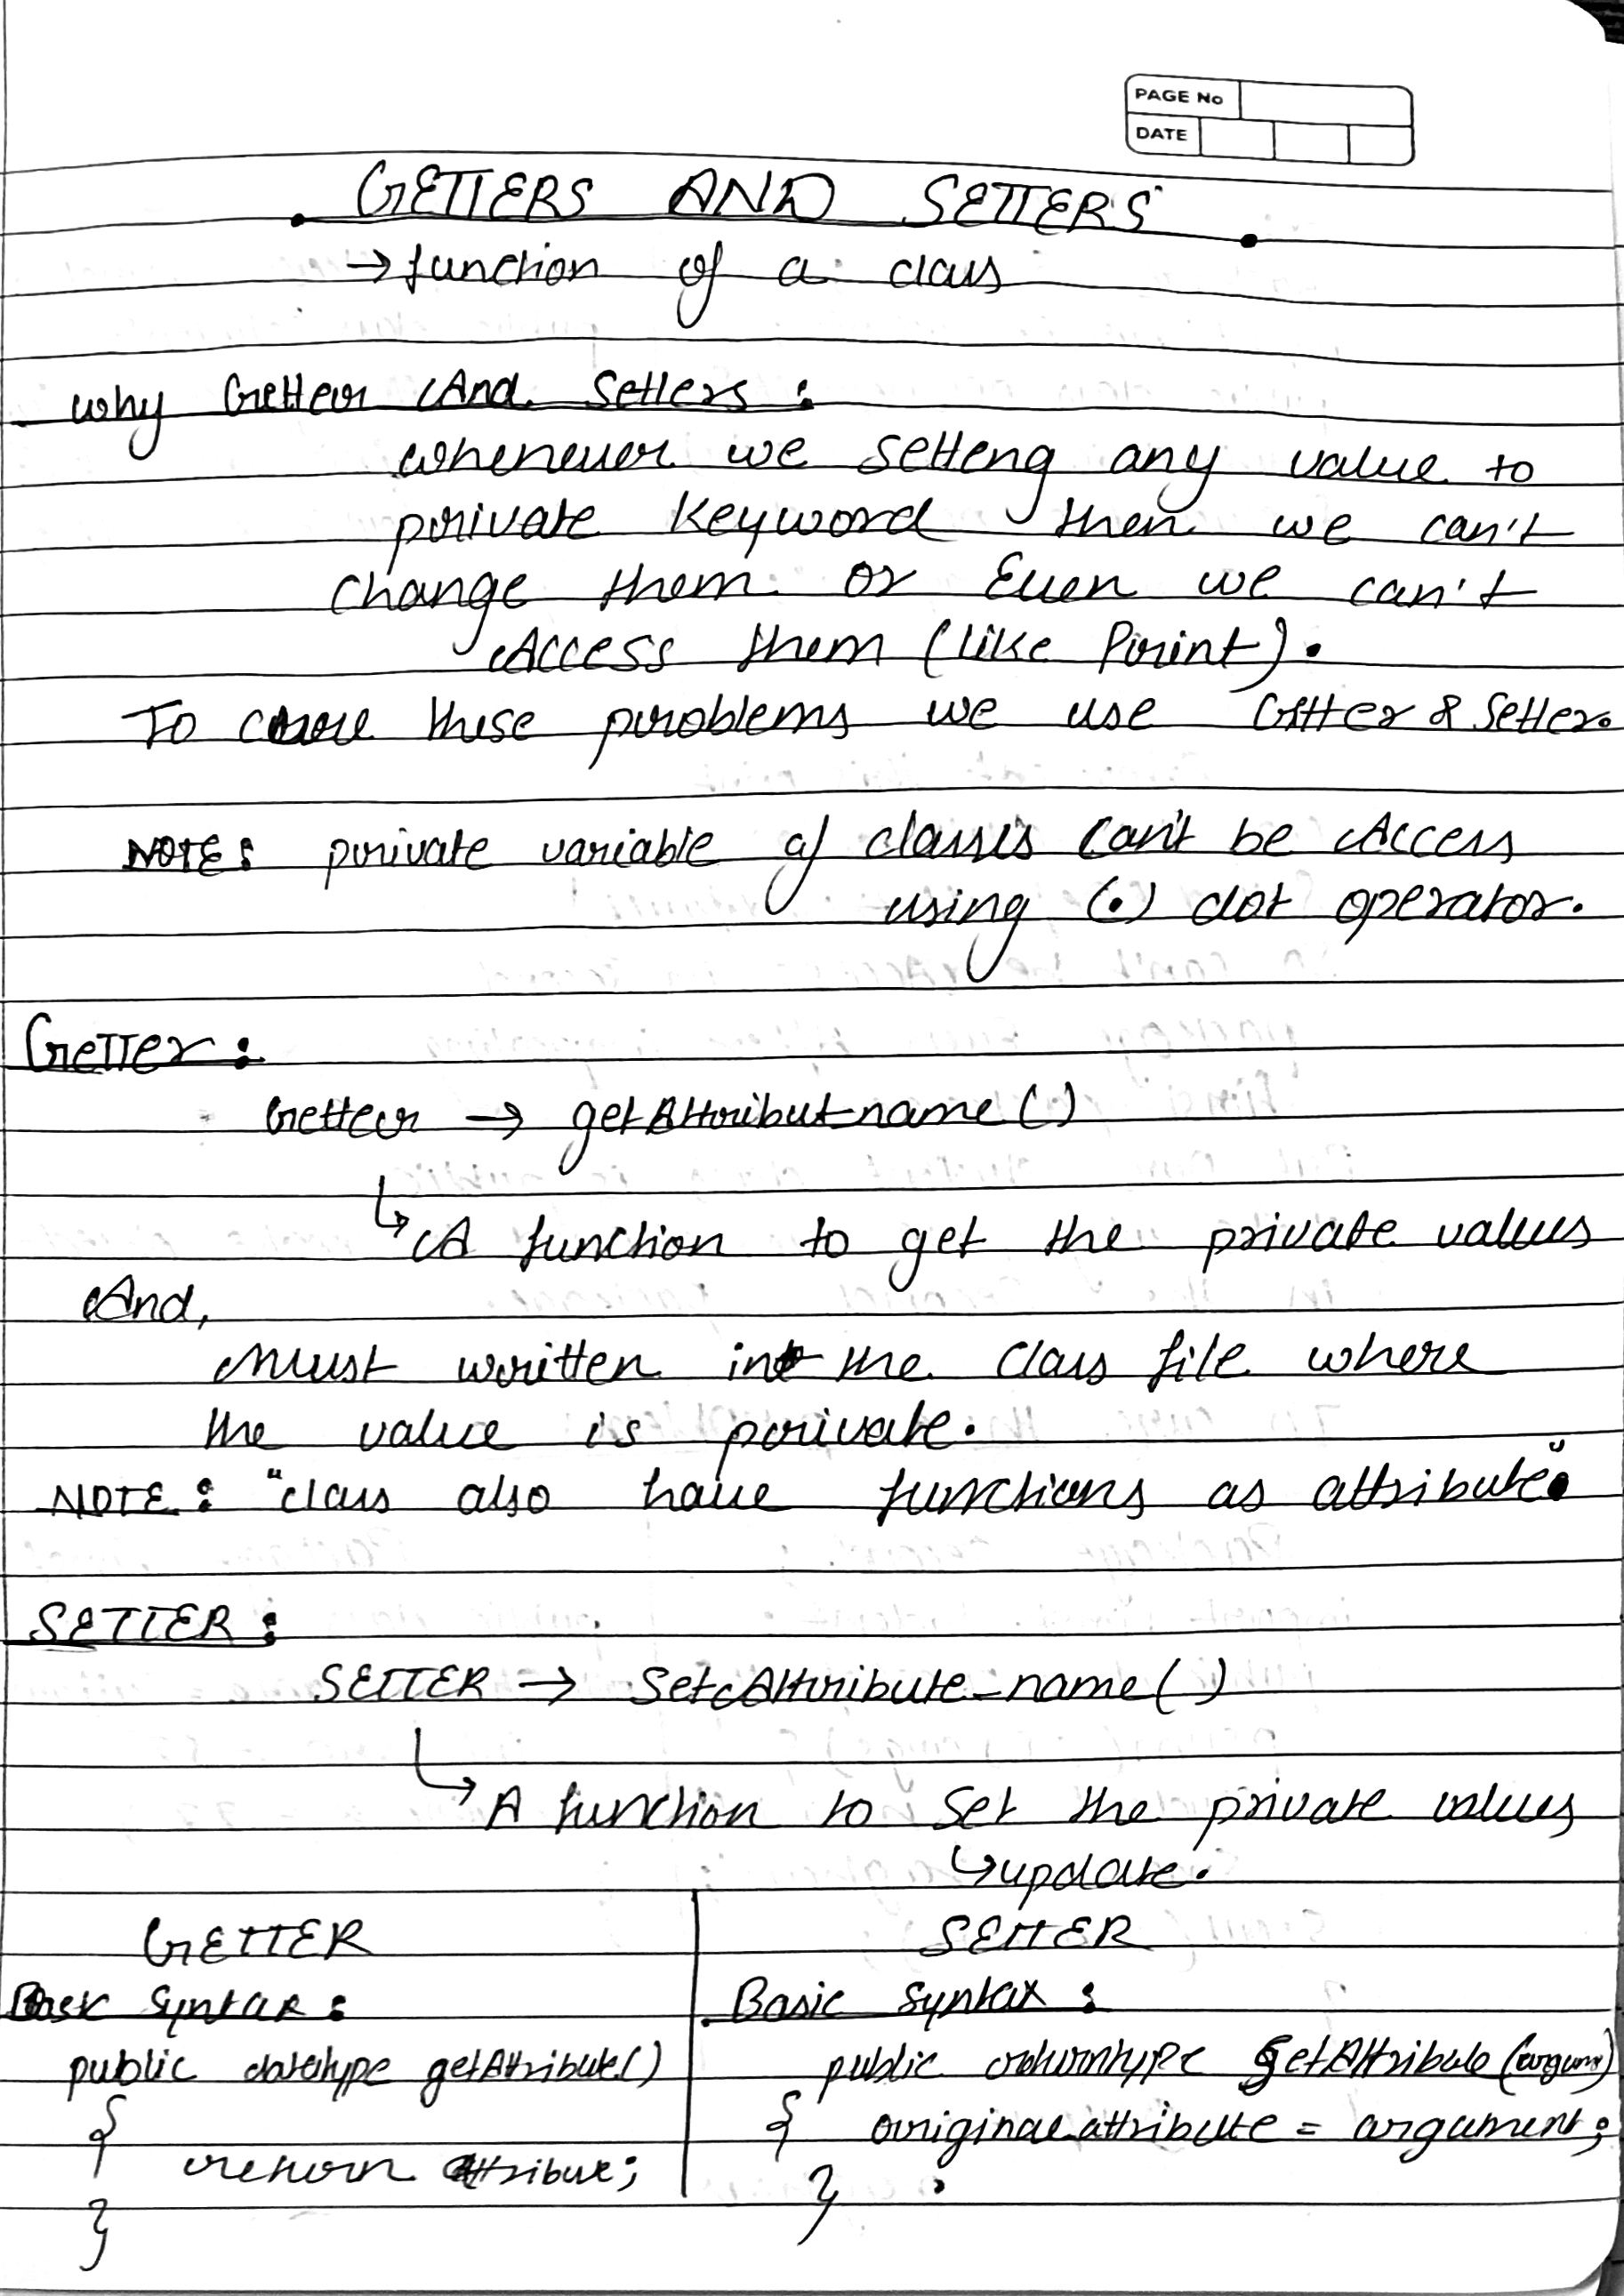 PAGE No
DATE
GETTERS AND SETTERS
→ function of a class
why Getter And Setters :
whenever we setteng any value to
private keyword then we can't
change them or Even we can't
Access them (like Print).
To cure these problems we use Getter & Setter.
NOTE: private variable of classes can't be Access
using (.) dot operator.
Getter :
Getter → getAttribut_name()
↳ A function to get the private values
And,
Must written in the class file where
the value is private.
NOTE: "class also have functions as attribute."
SETTER :
SETTER → SetAttribute_name()
↳ A function to Set the private values
↳ update.
GETTER
Basic Syntax :
public datatype getAttribute()
{
return Attribute;
}
SETTER
Basic Syntax :
public returntype SetAttribute (argum)
{ original attribute = argument;
}